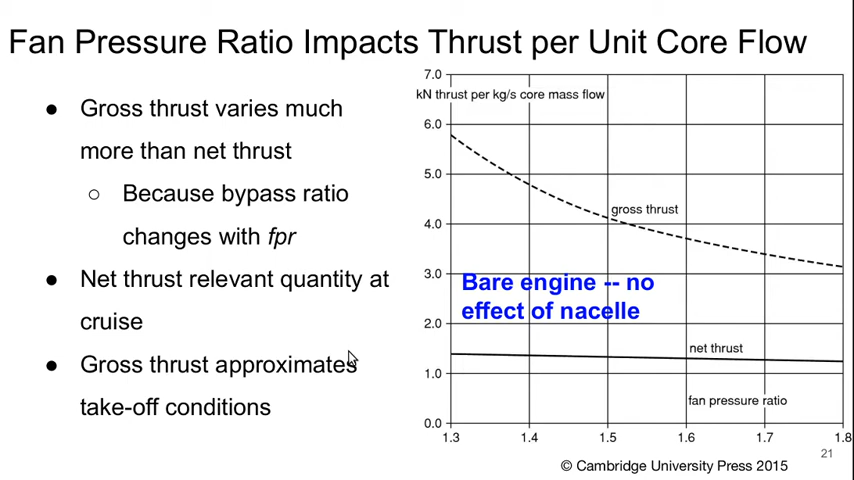 Fan Pressure Ratio Impacts Thrust per Unit Core Flow
● Gross thrust varies much
more than net thrust
○ Because bypass ratio
changes with fpr
● Net thrust relevant quantity at
cruise
● Gross thrust approximates
take-off conditions
7.0
kN thrust per kg/s core mass flow
6.0
5.0
gross thrust
4.0
3.0
Bare engine -- no
effect of nacelle
2.0
net thrust
1.0
fan pressure ratio
0.0
1.3 1.4 1.5 1.6 1.7 1.8
21
© Cambridge University Press 2015